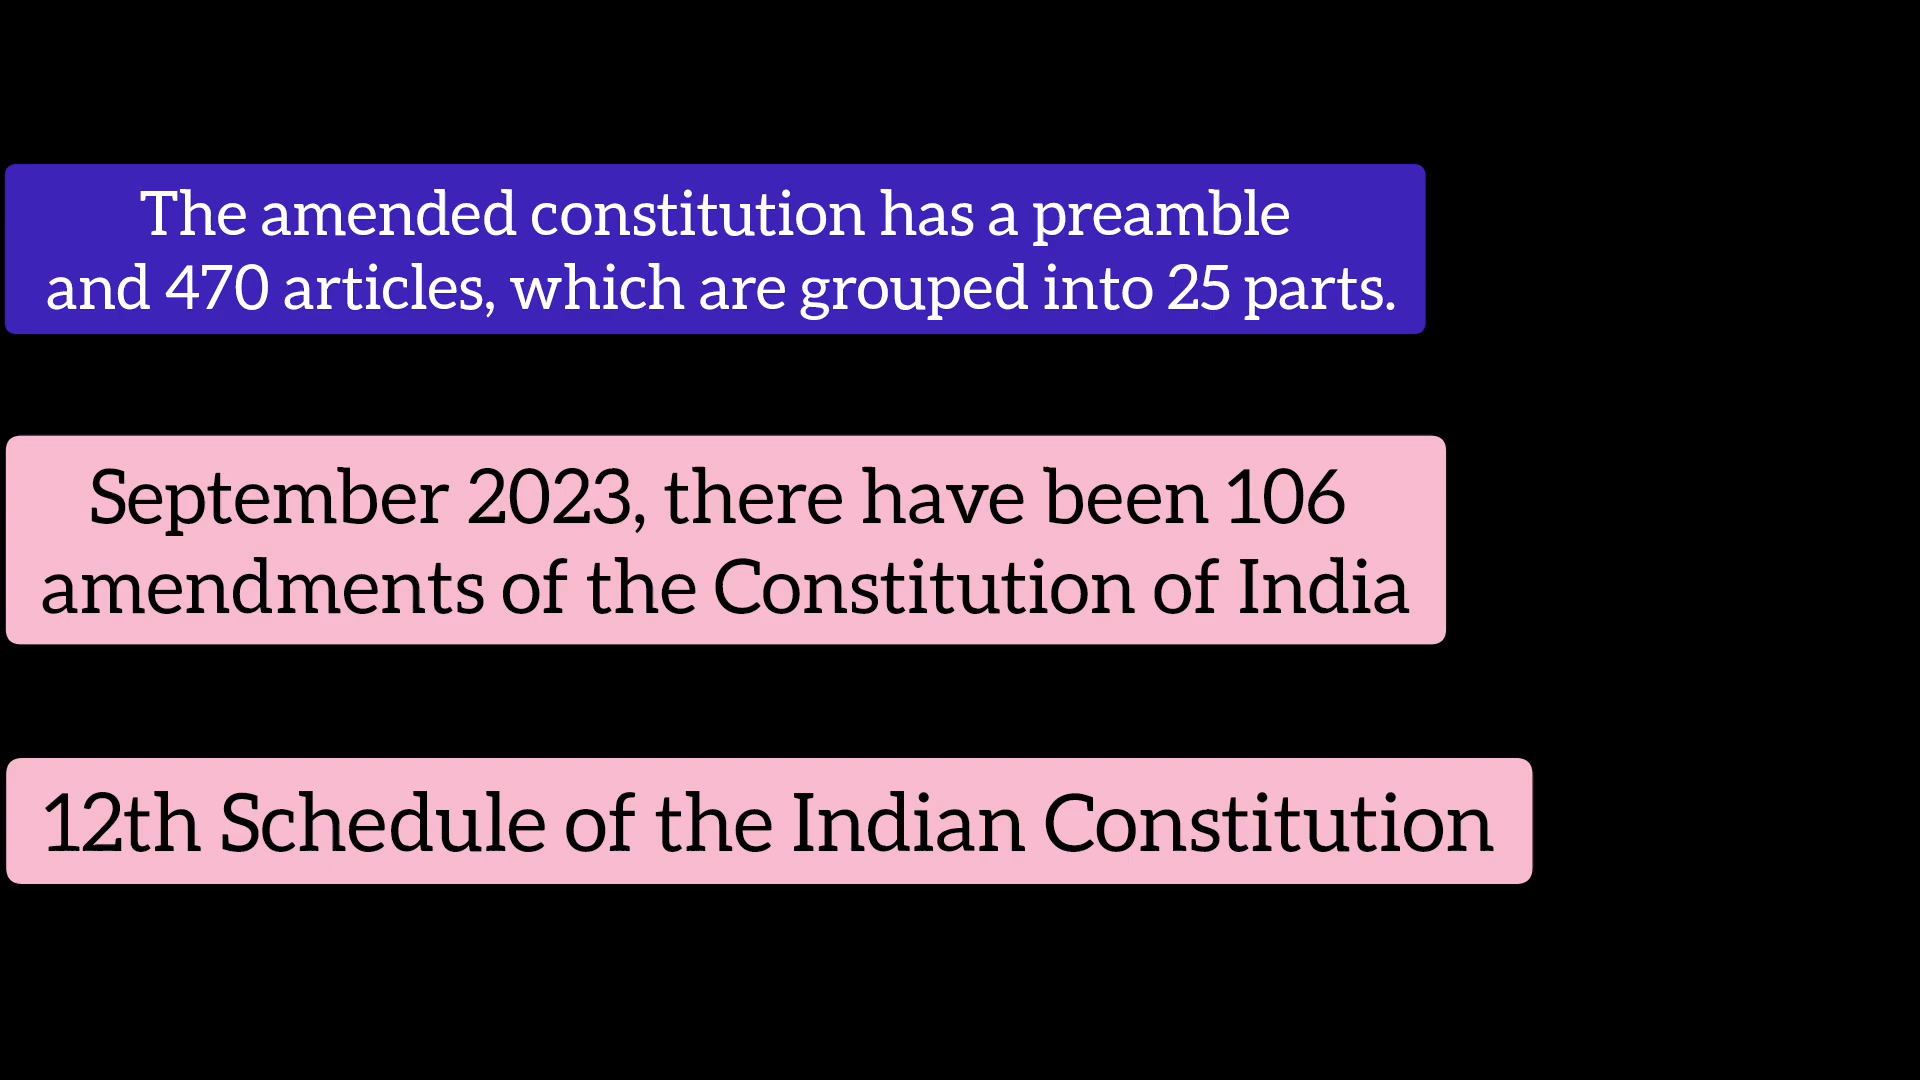 The amended constitution has a preamble
and 470 articles, which are grouped into 25 parts.
September 2023, there have been 106
amendments of the Constitution of India
12th Schedule of the Indian Constitution